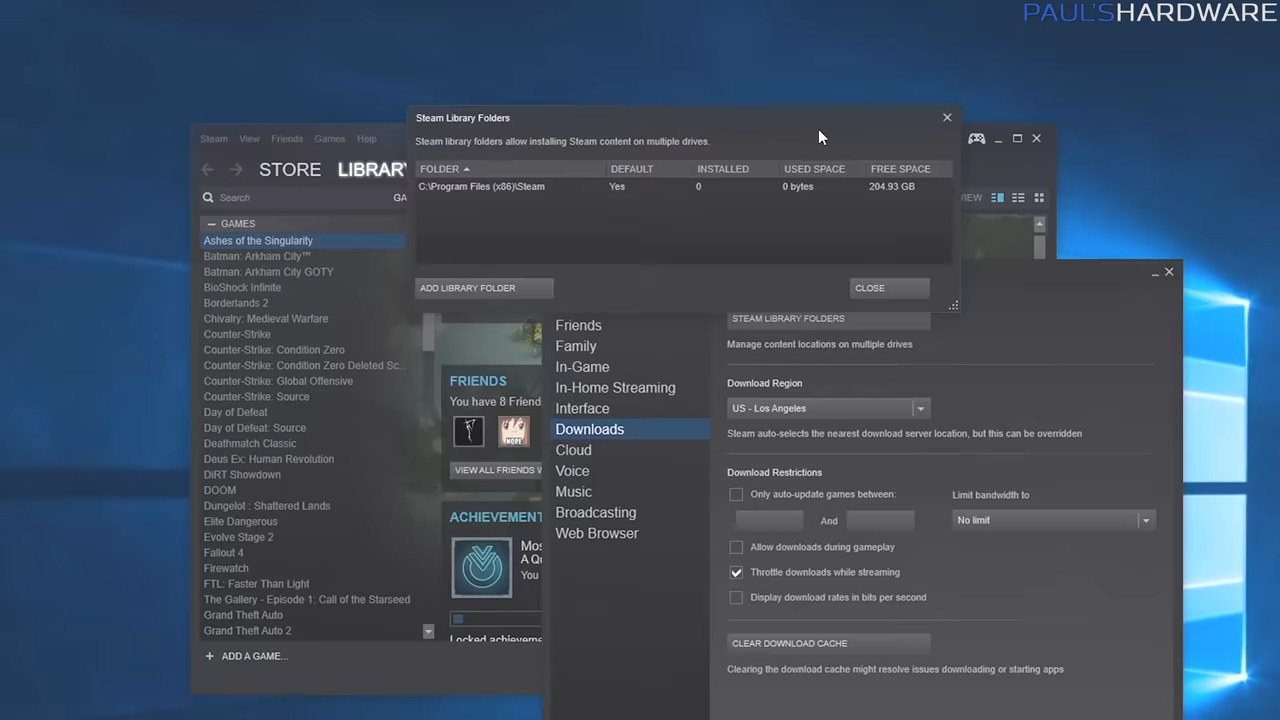 PAUL'SHARDWARE
Steam Library Folders
Steam library folders allow installing Steam content on multiple drives.
FOLDER DEFAULT INSTALLED USED SPACE FREE SPACE
C:\Program Files (x86)\Steam Yes 0 0 bytes 204.93 GB
ADD LIBRARY FOLDER CLOSE
Steam View Friends Games Help
STORE LIBRARY
Search GA
VIEW
GAMES
Ashes of the Singularity
Batman: Arkham City™
Batman: Arkham City GOTY
BioShock Infinite
Borderlands 2
Chivalry: Medieval Warfare
Counter-Strike
Counter-Strike: Condition Zero
Counter-Strike: Condition Zero Deleted Sc...
Counter-Strike: Global Offensive
Counter-Strike: Source
Day of Defeat
Day of Defeat: Source
Deathmatch Classic
Deus Ex: Human Revolution
DiRT Showdown
DOOM
Dungelot : Shattered Lands
Elite Dangerous
Evolve Stage 2
Fallout 4
Firewatch
FTL: Faster Than Light
The Gallery - Episode 1: Call of the Starseed
Grand Theft Auto
Grand Theft Auto 2
+ ADD A GAME...
FRIENDS
You have 8 Friend
NOPE
VIEW ALL FRIENDS W
ACHIEVEMENT
Mos
A Qu
You
Locked achieveme
Friends
Family
In-Game
In-Home Streaming
Interface
Downloads
Cloud
Voice
Music
Broadcasting
Web Browser
STEAM LIBRARY FOLDERS
Manage content locations on multiple drives
Download Region
US - Los Angeles
Steam auto-selects the nearest download server location, but this can be overridden
Download Restrictions
Only auto-update games between: Limit bandwidth to
And No limit
Allow downloads during gameplay
Throttle downloads while streaming
Display download rates in bits per second
CLEAR DOWNLOAD CACHE
Clearing the download cache might resolve issues downloading or starting apps